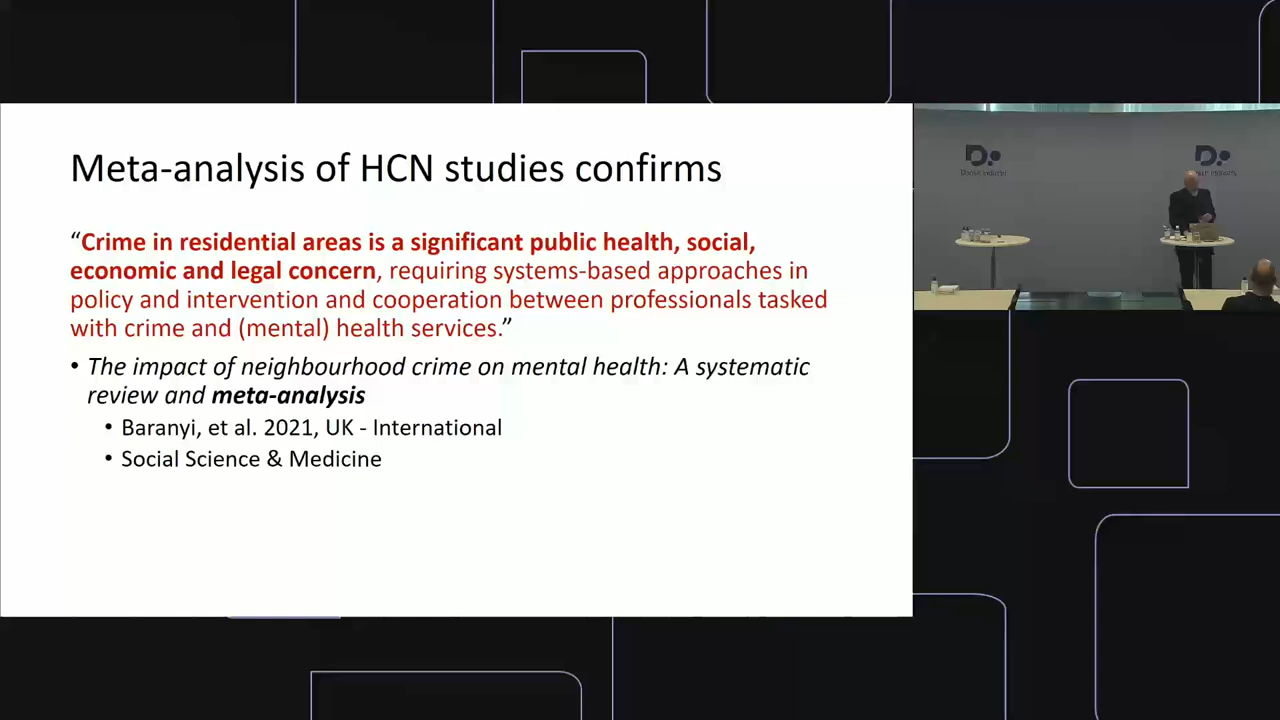 Meta-analysis of HCN studies confirms
“Crime in residential areas is a significant public health, social,
economic and legal concern, requiring systems-based approaches in
policy and intervention and cooperation between professionals tasked
with crime and (mental) health services.”
• The impact of neighbourhood crime on mental health: A systematic
review and meta-analysis
• Baranyi, et al. 2021, UK - International
• Social Science & Medicine